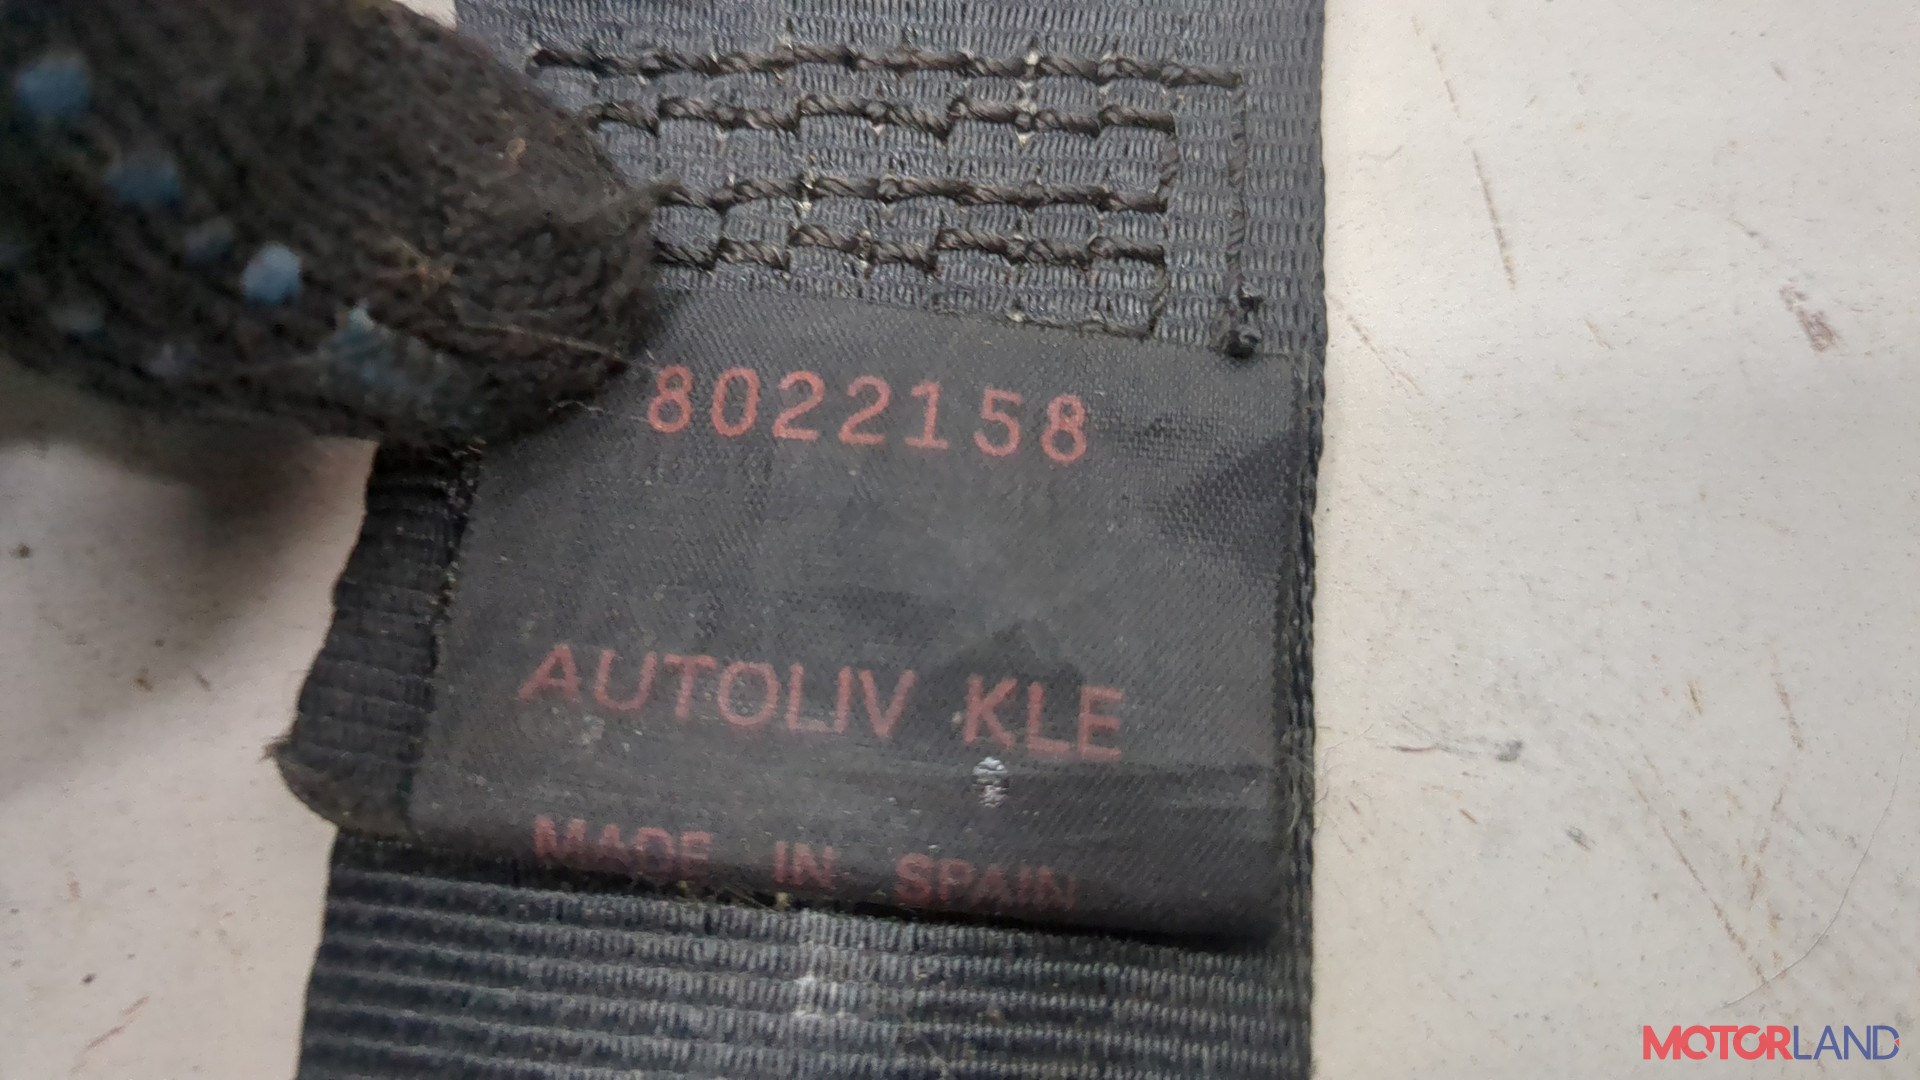 8022158
AUTOLIV KLE
MADE IN SPAIN
MOTORLAND